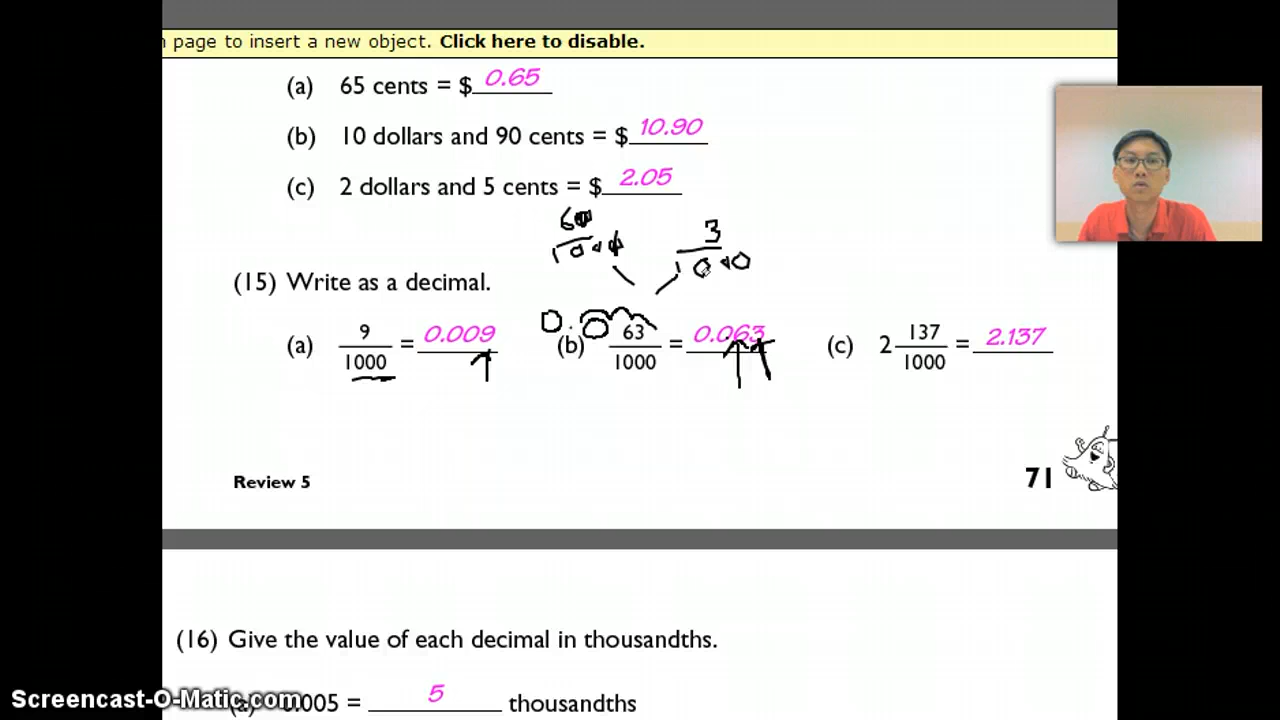 n page to insert a new object. Click here to disable.
(a) 65 cents = $ 0.65
(b) 10 dollars and 90 cents = $ 10.90
(c) 2 dollars and 5 cents = $ 2.05
3
(15) Write as a decimal.
0.0
(a) 9/1000 = 0.009 (b) 63/1000 = 0.063 (c) 2 137/1000 = 2.137
Review 5 71
(16) Give the value of each decimal in thousandths.
.005 = 5 thousandths
Screencast-O-Matic.com